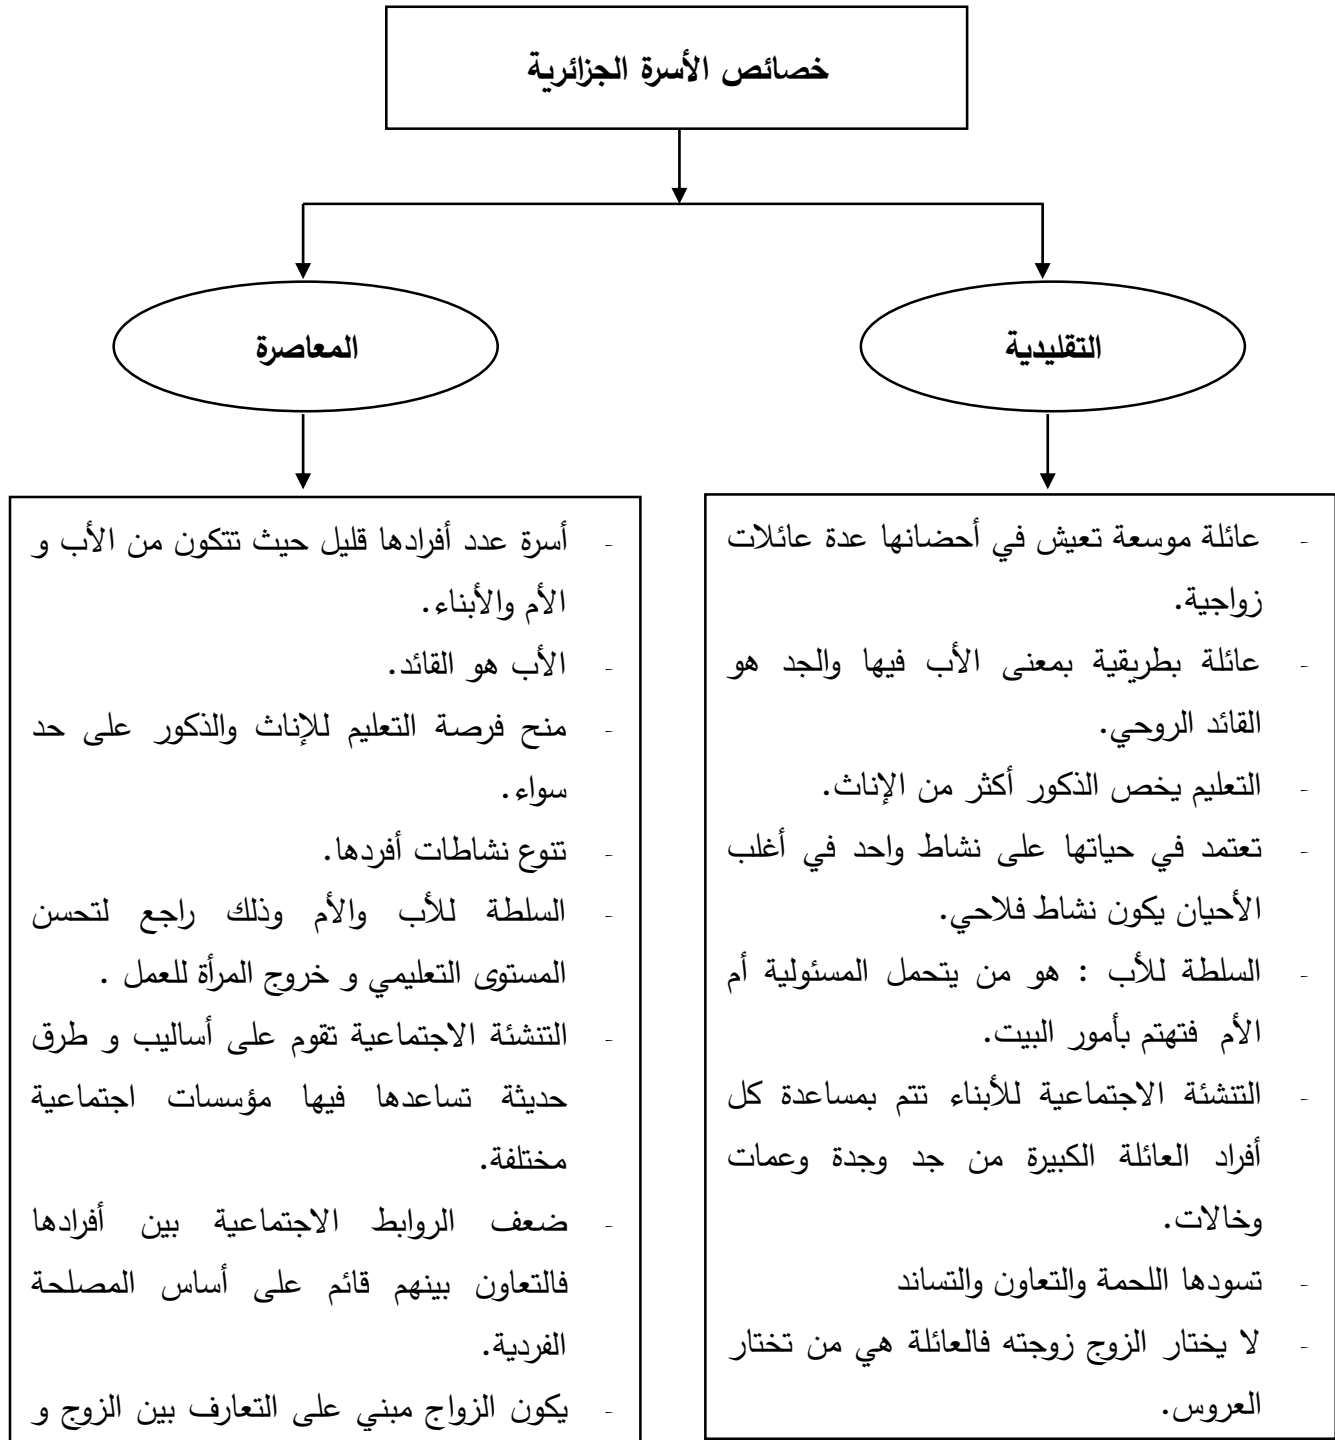 خصائص الأسرة الجزائرية
التقليدية
المعاصرة
- عائلة موسعة تعيش في أحضانها عدة عائلات
زواجية.
- عائلة بطريقية بمعنى الأب فيها والجد هو
القائد الروحي.
- التعليم يخص الذكور أكثر من الإناث.
- تعتمد في حياتها على نشاط واحد في أغلب
الأحيان يكون نشاط فلاحي.
- السلطة للأب : هو من يتحمل المسئولية أم
الأم فتهتم بأمور البيت.
- التنشئة الاجتماعية للأبناء تتم بمساعدة كل
أفراد العائلة الكبيرة من جد وجدة وعمات
وخالات.
- تسودها اللحمة والتعاون والتساند
- لا يختار الزوج زوجته فالعائلة هي من تختار
العروس.
- أسرة عدد أفرادها قليل حيث تتكون من الأب و
الأم والأبناء.
- الأب هو القائد.
- منح فرصة التعليم للإناث والذكور على حد
سواء.
- تنوع نشاطات أفردها.
- السلطة للأب والأم وذلك راجع لتحسن
المستوى التعليمي و خروج المرأة للعمل .
- التنشئة الاجتماعية تقوم على أساليب و طرق
حديثة تساعدها فيها مؤسسات اجتماعية
مختلفة.
- ضعف الروابط الاجتماعية بين أفرادها
فالتعاون بينهم قائم على أساس المصلحة
الفردية.
- يكون الزواج مبني على التعارف بين الزوج و